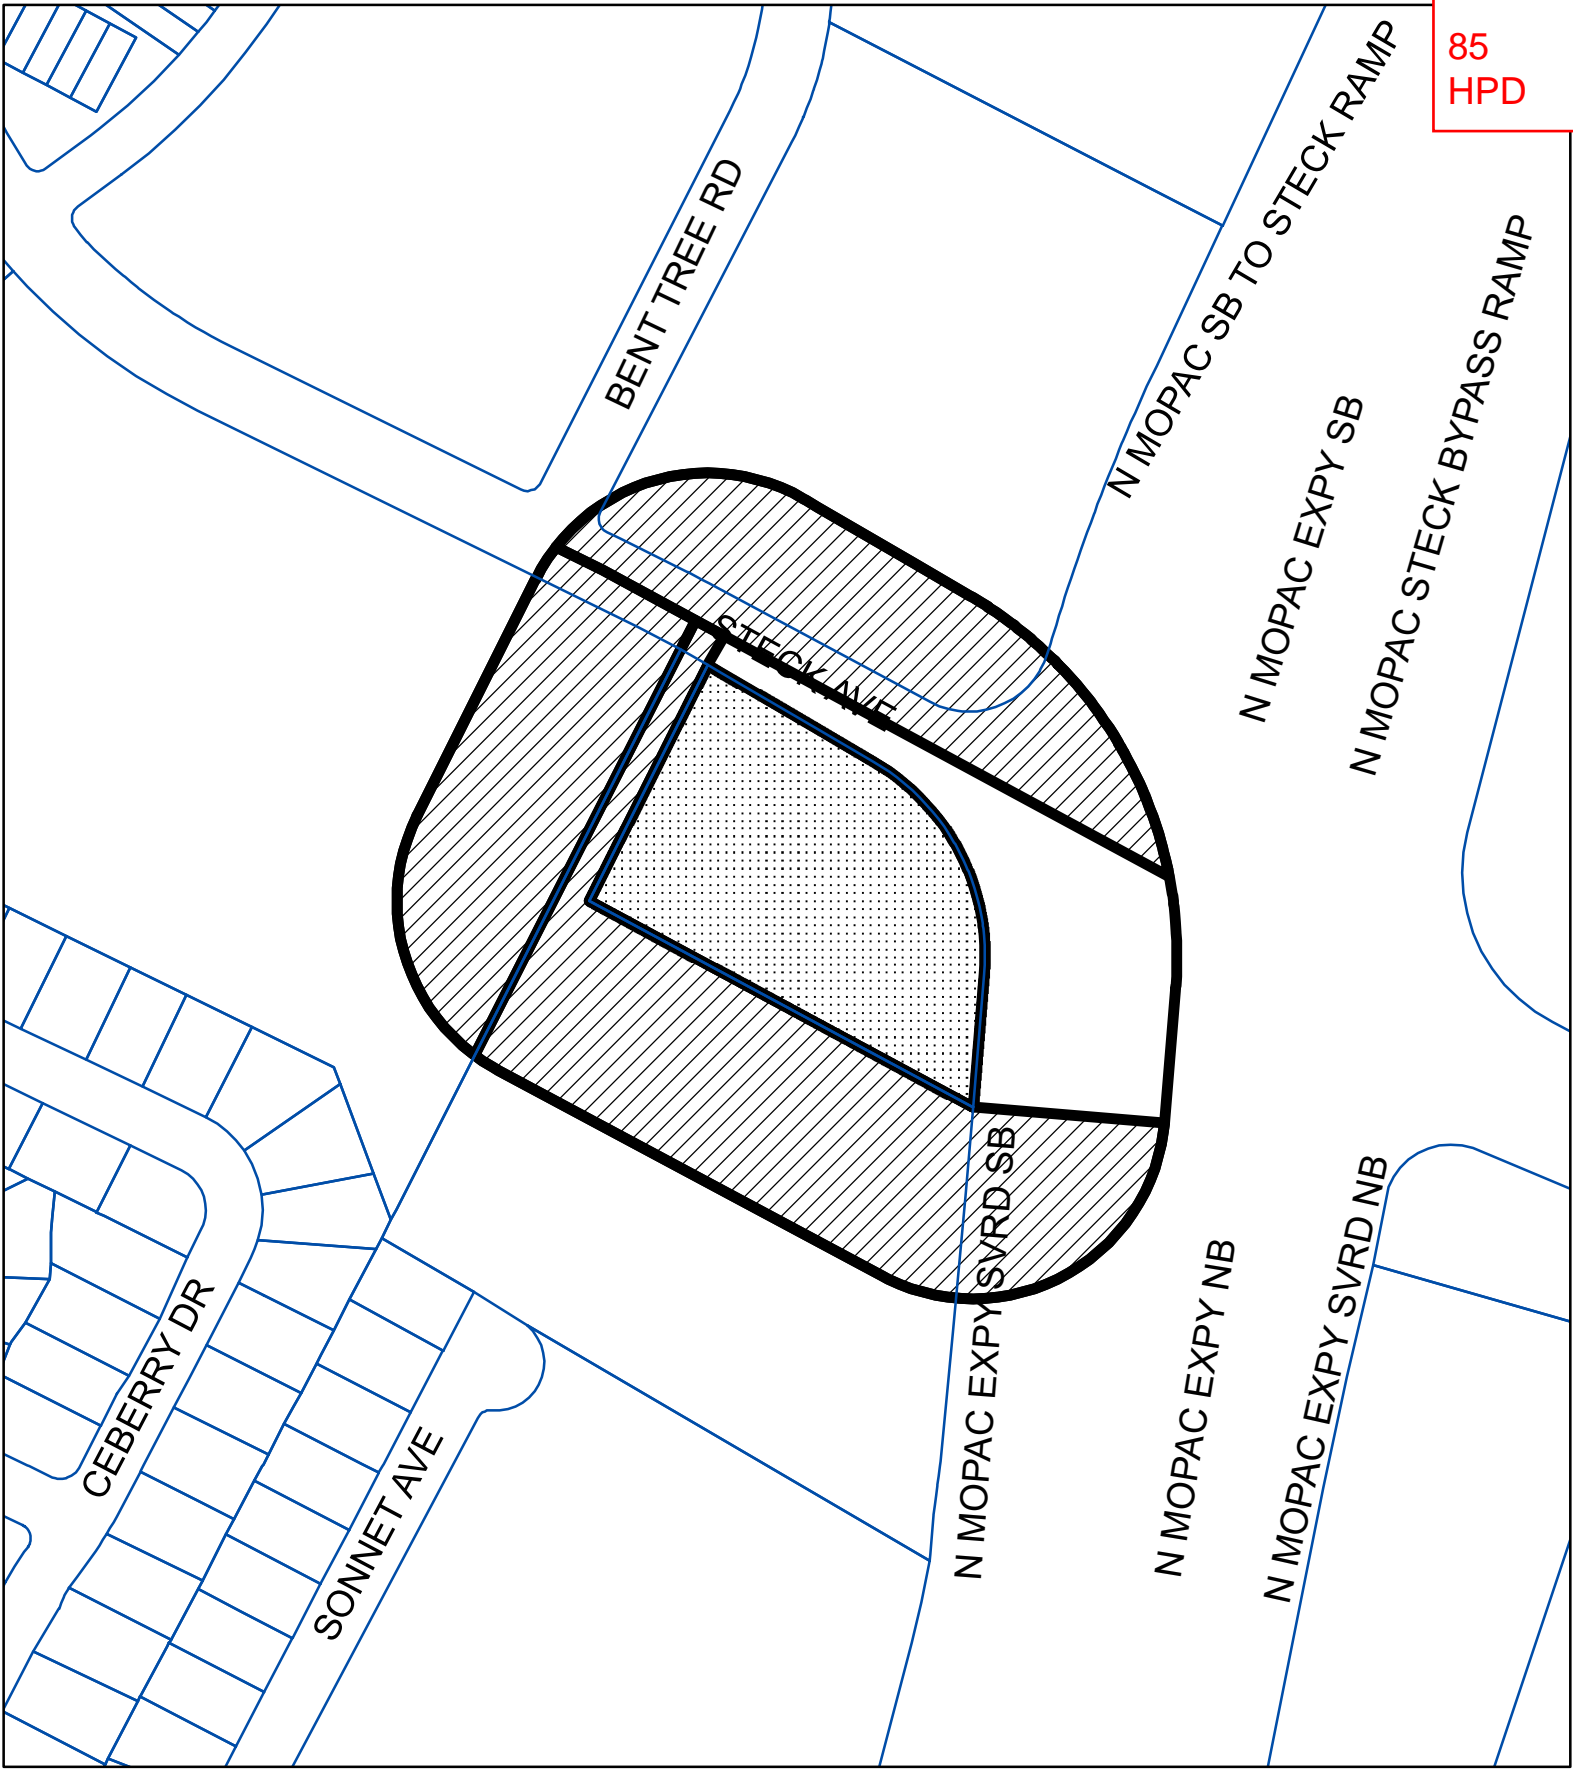 85
HPD
N MOPAC SB TO STECK RAMP
BENT TREE RD
N MOPAC STECK BYPASS RAMP
N MOPAC EXPY SB
STECK AVE
N MOPAC EXPY SVRD SB
N MOPAC EXPY NB
N MOPAC EXPY SVRD NB
CEBERRY DR
SONNET AVE